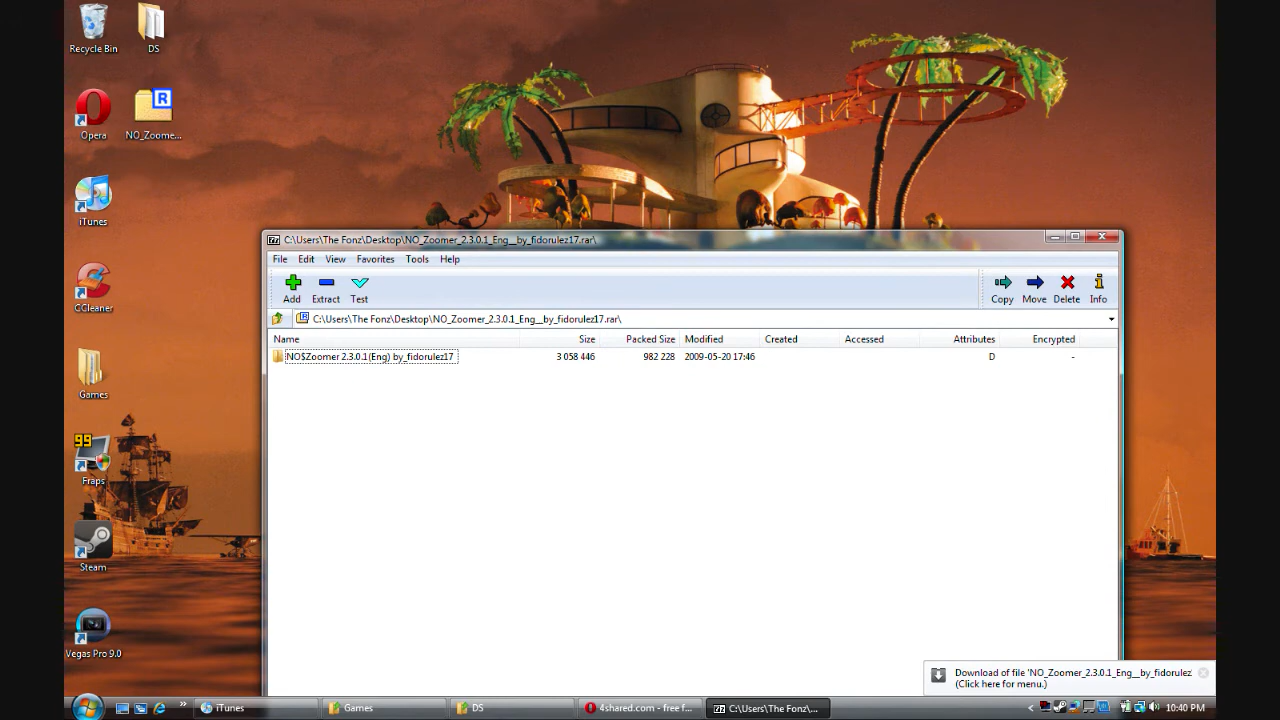 Recycle Bin
DS
Opera
NO_Zoome...
iTunes
CCleaner
Games
99
Fraps
Steam
Vegas Pro 9.0
C:\Users\The Fonz\Desktop\NO_Zoomer_2.3.0.1_Eng__by_fidorulez17.rar\
File Edit View Favorites Tools Help
Add Extract Test Copy Move Delete Info
C:\Users\The Fonz\Desktop\NO_Zoomer_2.3.0.1_Eng__by_fidorulez17.rar\
Name Size Packed Size Modified Created Accessed Attributes Encrypted
NO$Zoomer 2.3.0.1(Eng) by_fidorulez17 3 058 446 982 228 2009-05-20 17:46 D -
Download of file 'NO_Zoomer_2.3.0.1_Eng__by_fidorulez
(Click here for menu.)
iTunes Games DS 4shared.com - free f... C:\Users\The Fonz\... 10:40 PM